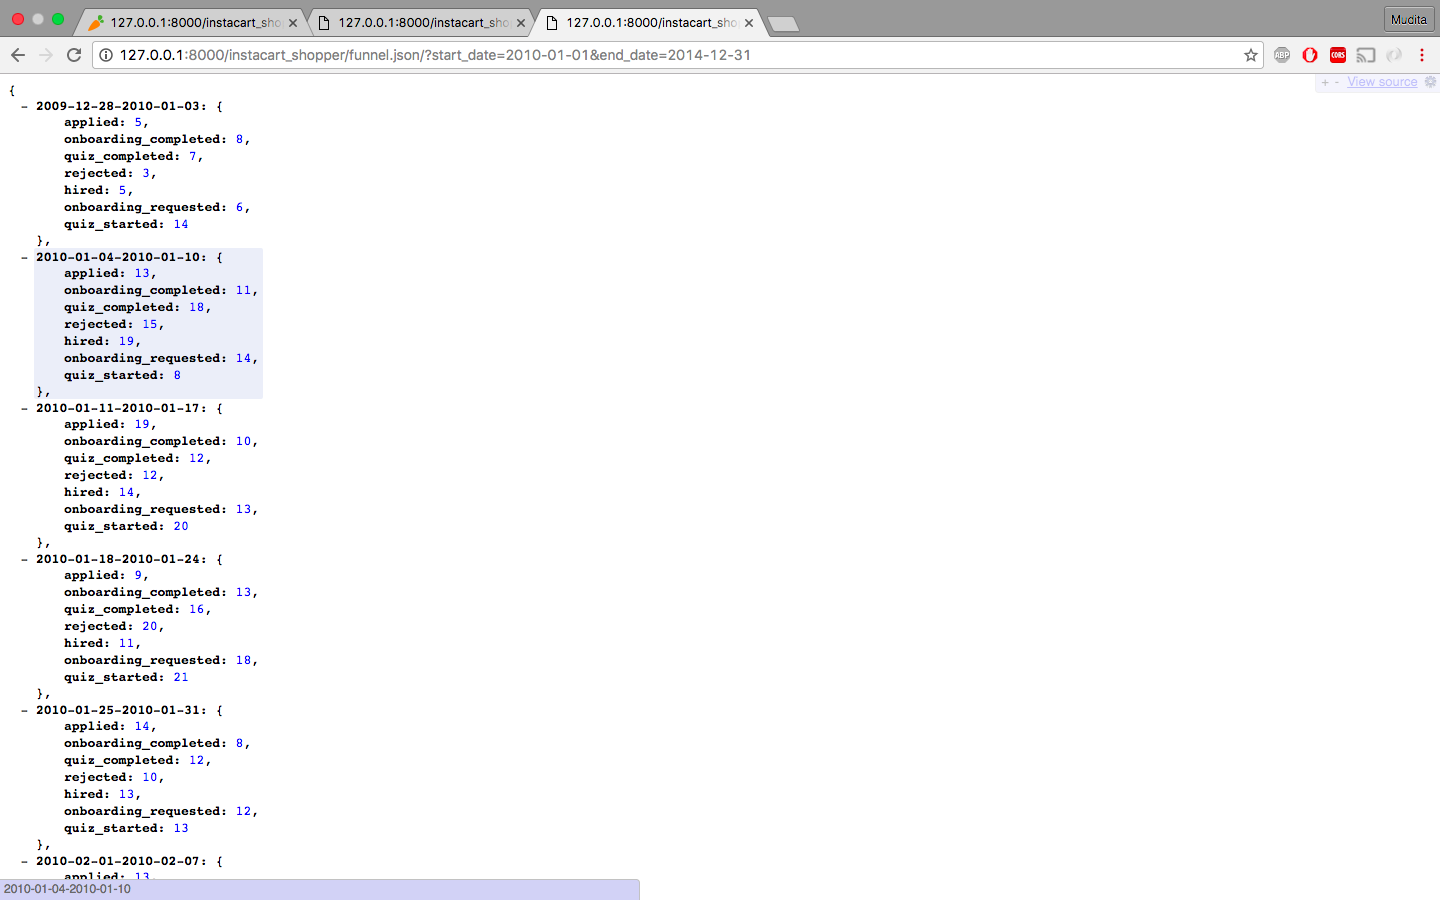 127.0.0.1:8000/instacart_sho
127.0.0.1:8000/instacart_sho
127.0.0.1:8000/instacart_sho
Mudita
127.0.0.1:8000/instacart_shopper/funnel.json/?start_date=2010-01-01&end_date=2014-12-31
ABP
CORS
+ - View source
{
– 2009-12-28-2010-01-03: {
applied: 5,
onboarding_completed: 8,
quiz_completed: 7,
rejected: 3,
hired: 5,
onboarding_requested: 6,
quiz_started: 14
},
– 2010-01-04-2010-01-10: {
applied: 13,
onboarding_completed: 11,
quiz_completed: 18,
rejected: 15,
hired: 19,
onboarding_requested: 14,
quiz_started: 8
},
– 2010-01-11-2010-01-17: {
applied: 19,
onboarding_completed: 10,
quiz_completed: 12,
rejected: 12,
hired: 14,
onboarding_requested: 13,
quiz_started: 20
},
– 2010-01-18-2010-01-24: {
applied: 9,
onboarding_completed: 13,
quiz_completed: 16,
rejected: 20,
hired: 11,
onboarding_requested: 18,
quiz_started: 21
},
– 2010-01-25-2010-01-31: {
applied: 14,
onboarding_completed: 8,
quiz_completed: 12,
rejected: 10,
hired: 13,
onboarding_requested: 12,
quiz_started: 13
},
– 2010-02-01-2010-02-07: {
applied: 13,
2010-01-04-2010-01-10